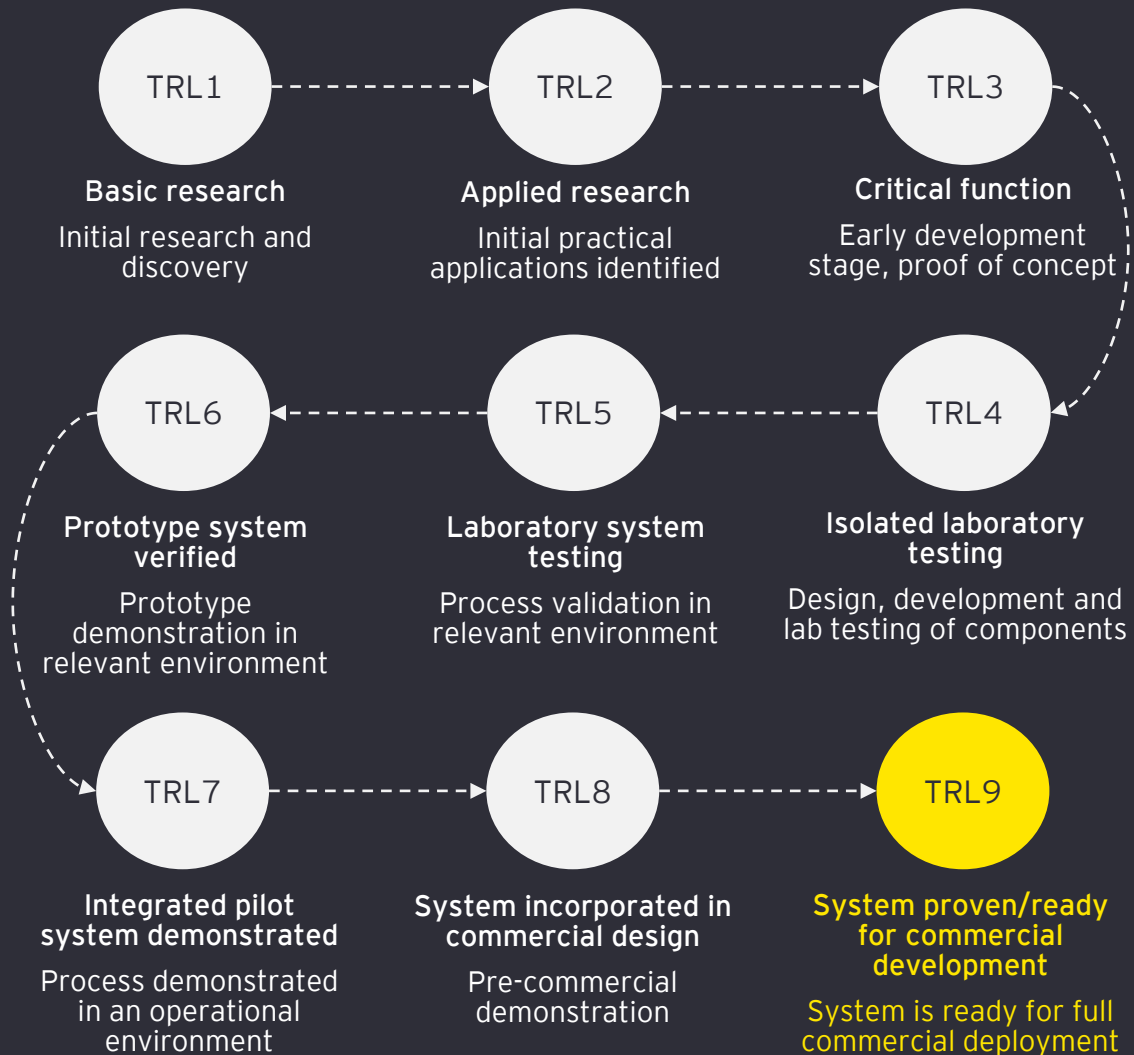 TRL1
Basic research
Initial research and
discovery
TRL2
Applied research
Initial practical
applications identified
TRL3
Critical function
Early development
stage, proof of concept
TRL4
Isolated laboratory
testing
Design, development and
lab testing of components
TRL5
Laboratory system
testing
Process validation in
relevant environment
TRL6
Prototype system
verified
Prototype
demonstration in
relevant environment
TRL7
Integrated pilot
system demonstrated
Process demonstrated
in an operational
environment
TRL8
System incorporated in
commercial design
Pre-commercial
demonstration
TRL9
System proven/ready
for commercial
development
System is ready for full
commercial deployment